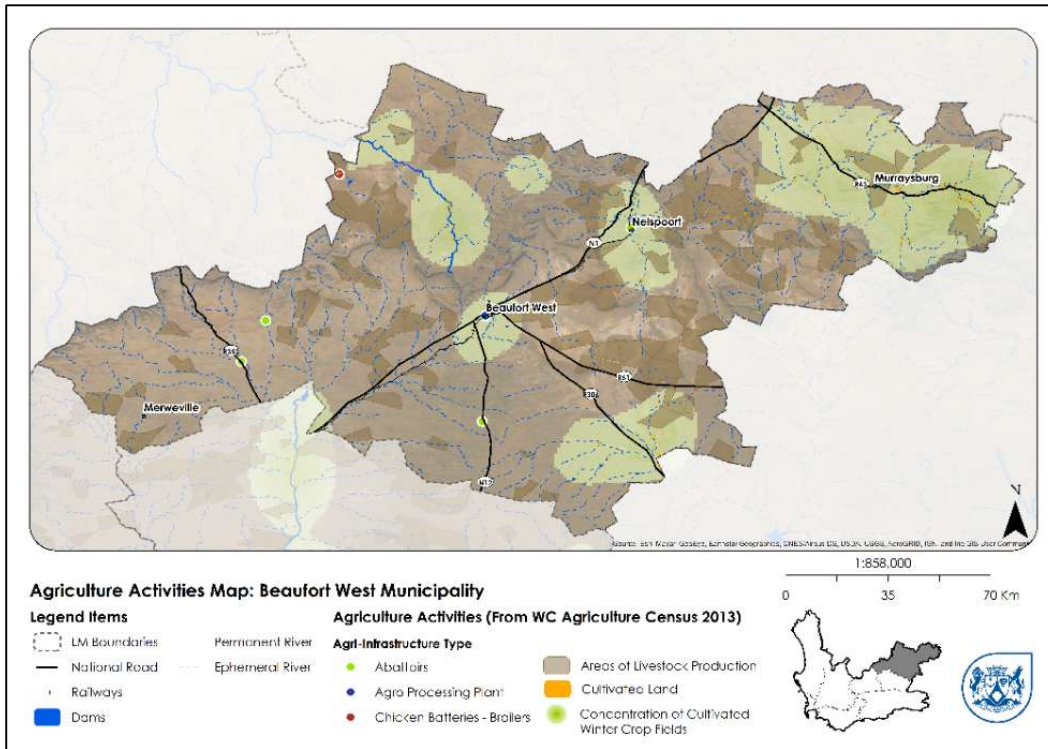 Murraysburg
R63
Nelspoort
N1
Beaufort West
R61
R306
Merweville
N12
N
1:858,000
0 35 70 Km
Agriculture Activities Map: Beaufort West Municipality
Legend Items
LM Boundaries
Permanent River
National Road
Ephemeral River
Railways
Dams
Agriculture Activities (From WC Agriculture Census 2013)
Agri-Infrastructure Type
Abattoirs
Agro Processing Plant
Chicken Batteries - Broilers
Areas of Livestock Production
Cultivated Land
Concentration of Cultivated
Winter Crop Fields